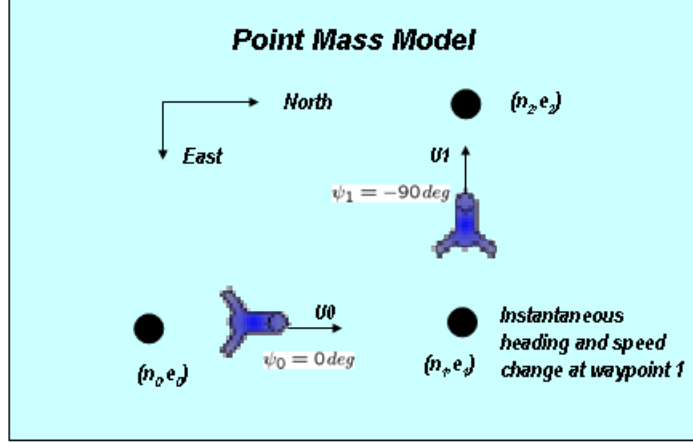 Point Mass Model
North
(n₂,e₂)
East
U1
ψ₁ = −90deg
U0
Instantaneous
heading and speed
change at waypoint 1
ψ₀ = 0deg
(n₀,e₀)
(n₁,e₁)